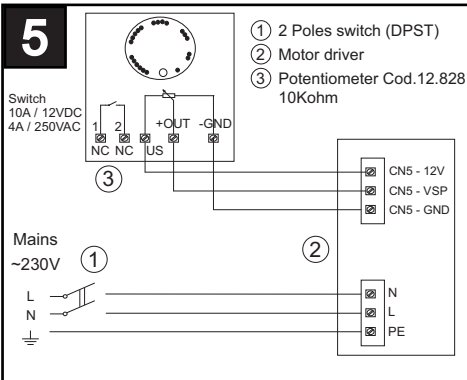 5
1 2 Poles switch (DPST)
2 Motor driver
3 Potentiometer Cod.12.828
10Kohm
Switch
10A / 12VDC
4A / 250VAC
1 2 +OUT -GND
NC NC US
3
CN5 - 12V
CN5 - VSP
CN5 - GND
2
Mains
~230V
1
L
N
N
L
PE